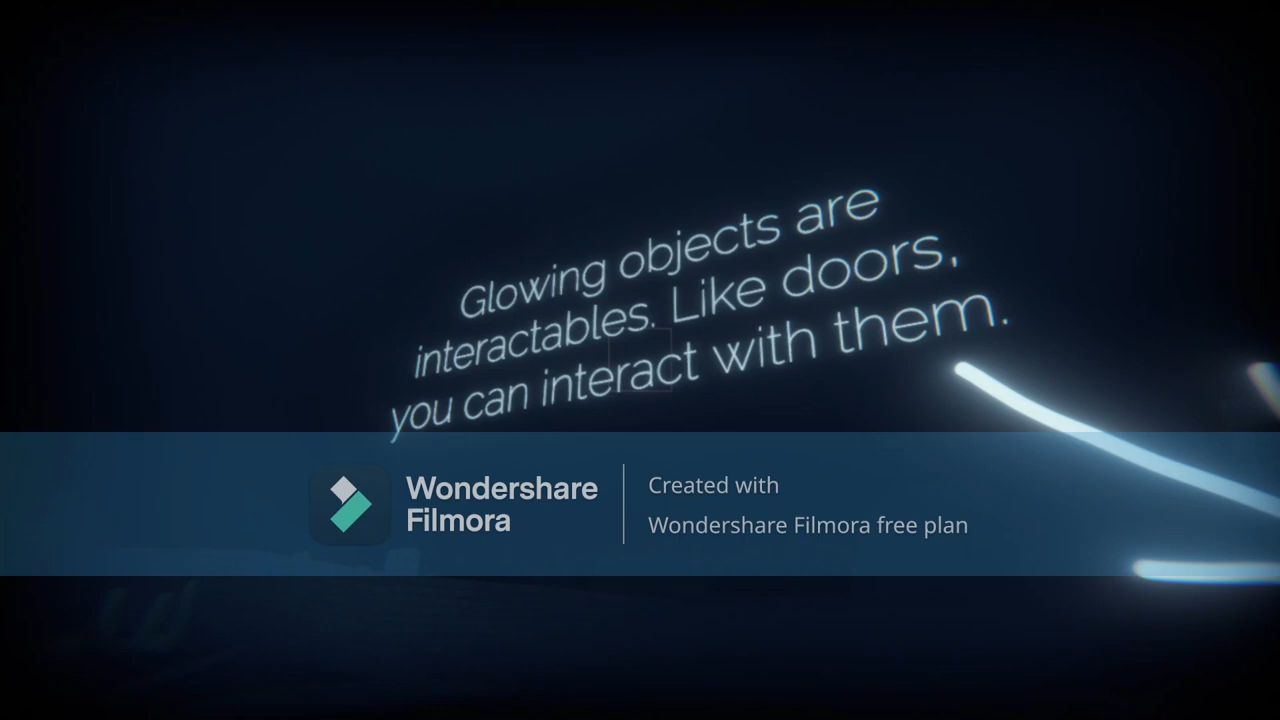 Glowing objects are
interactables. Like doors,
you can interact with them.
Wondershare
Filmora
Created with
Wondershare Filmora free plan